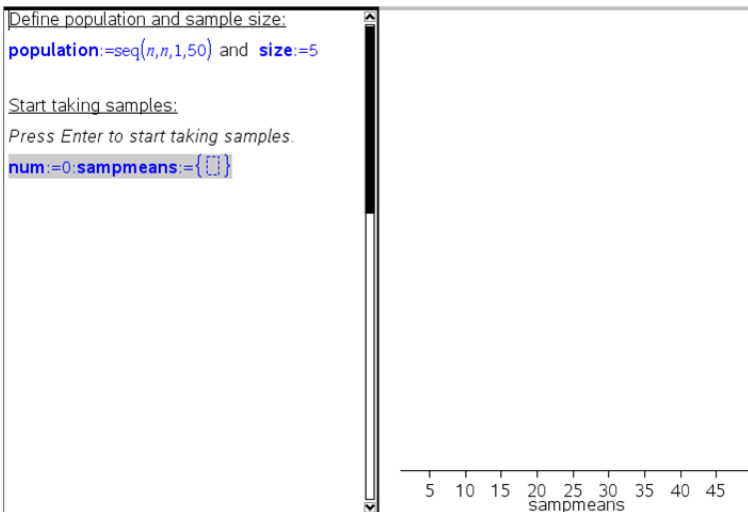 Define population and sample size:
population:=seq(n,n,1,50) and size:=5
Start taking samples:
Press Enter to start taking samples.
num:=0:sampmeans:={⬚}
5 10 15 20 25 30 35 40 45
sampmeans